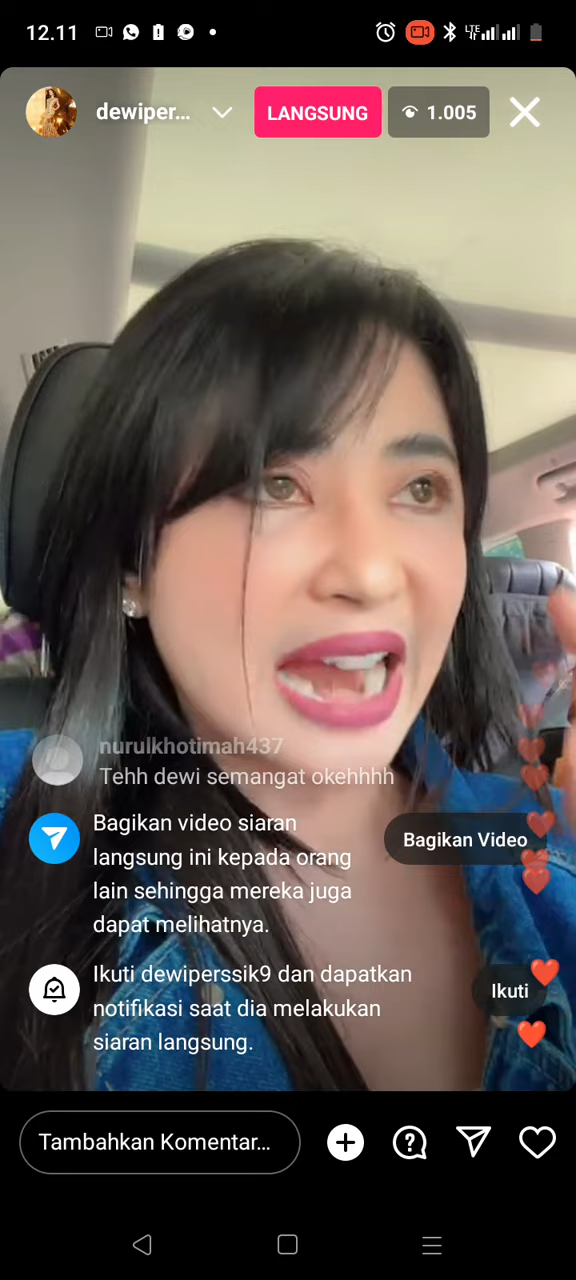 12.11
LTE
dewiper...
LANGSUNG
1.005
nurulkhotimah437
Tehh dewi semangat okehhhh
Bagikan video siaran
langsung ini kepada orang
lain sehingga mereka juga
dapat melihatnya.
Bagikan Video
Ikuti dewiperssik9 dan dapatkan
notifikasi saat dia melakukan
siaran langsung.
Ikuti
Tambahkan Komentar...